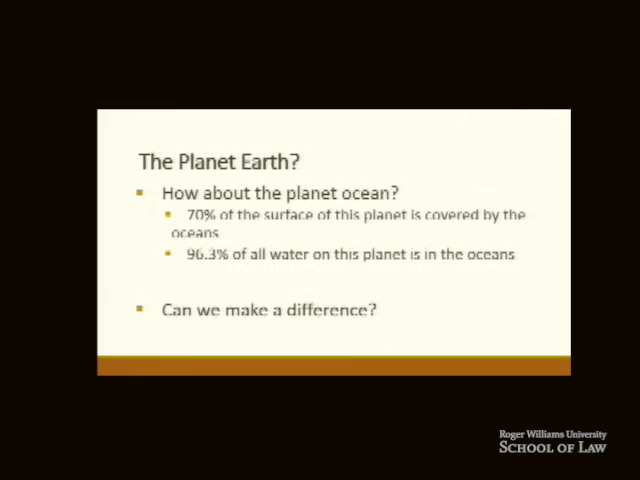 The Planet Earth?
How about the planet ocean?
70% of the surface of this planet is covered by the
oceans
96.3% of all water on this planet is in the oceans
Can we make a difference?
Roger Williams University
SCHOOL OF LAW